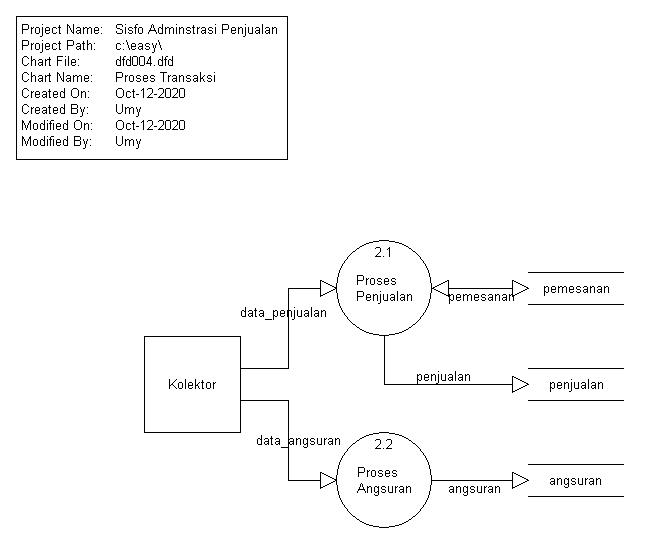 Project Name: Sisfo Adminstrasi Penjualan
Project Path: c:\easy\
Chart File: dfd004.dfd
Chart Name: Proses Transaksi
Created On: Oct-12-2020
Created By: Umy
Modified On: Oct-12-2020
Modified By: Umy
2.1
Proses
Penjualan
pemesanan
pemesanan
data_penjualan
Kolektor
penjualan
penjualan
data_angsuran
2.2
Proses
Angsuran
angsuran
angsuran